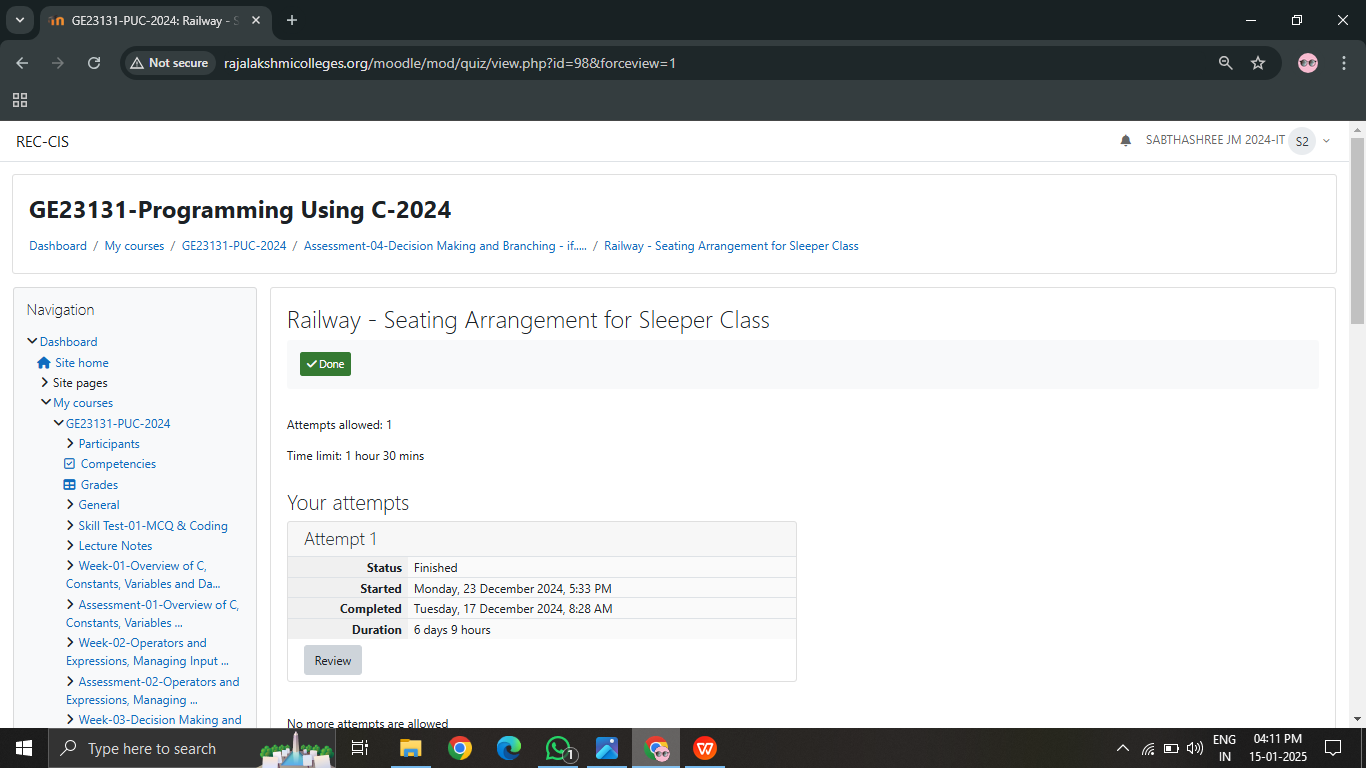 GE23131-PUC-2024: Railway - S
Not secure
rajalakshmicolleges.org/moodle/mod/quiz/view.php?id=98&forceview=1
REC-CIS
SABTHASHREE JM 2024-IT S2
GE23131-Programming Using C-2024
Dashboard / My courses / GE23131-PUC-2024 / Assessment-04-Decision Making and Branching - if..... / Railway - Seating Arrangement for Sleeper Class
Navigation
Dashboard
Site home
Site pages
My courses
GE23131-PUC-2024
Participants
Competencies
Grades
General
Skill Test-01-MCQ & Coding
Lecture Notes
Week-01-Overview of C,
Constants, Variables and Da...
Assessment-01-Overview of C,
Constants, Variables ...
Week-02-Operators and
Expressions, Managing Input ...
Assessment-02-Operators and
Expressions, Managing ...
Week-03-Decision Making and
Railway - Seating Arrangement for Sleeper Class
Done
Attempts allowed: 1
Time limit: 1 hour 30 mins
Your attempts
Attempt 1
Status Finished
Started Monday, 23 December 2024, 5:33 PM
Completed Tuesday, 17 December 2024, 8:28 AM
Duration 6 days 9 hours
Review
No more attempts are allowed
Type here to search
1
ENG
IN
04:11 PM
15-01-2025